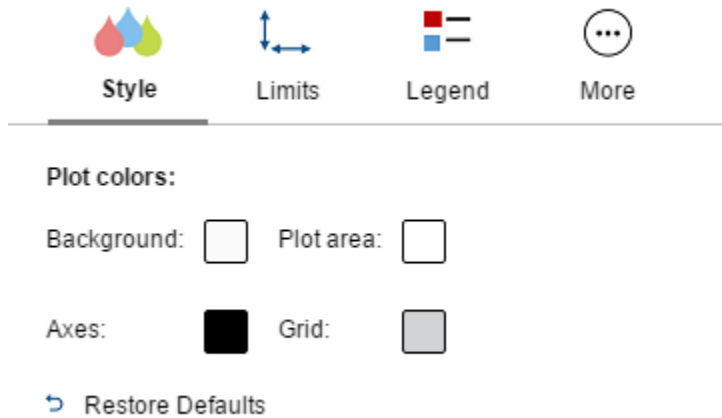 Style Limits Legend More
Plot colors:
Background: Plot area:
Axes: Grid:
Restore Defaults